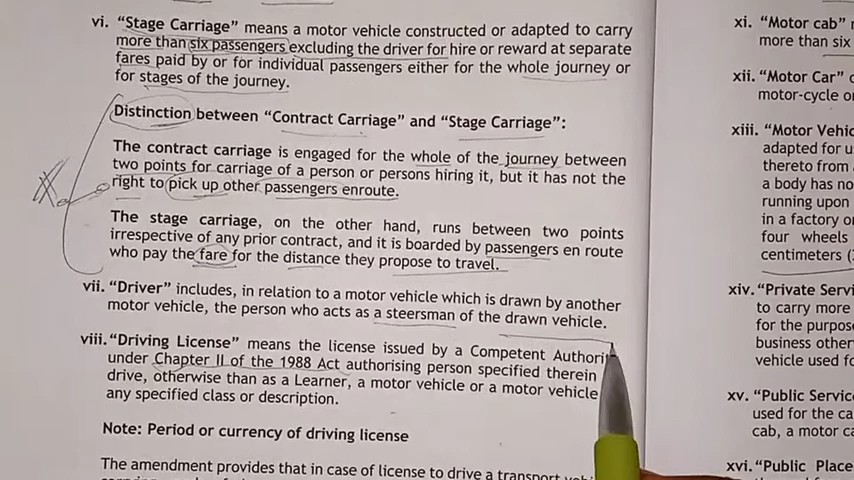 vi. "Stage Carriage" means a motor vehicle constructed or adapted to carry
more than six passengers excluding the driver for hire or reward at separate
fares paid by or for individual passengers either for the whole journey or
for stages of the journey.
Distinction between "Contract Carriage" and "Stage Carriage":
The contract carriage is engaged for the whole of the journey between
two points for carriage of a person or persons hiring it, but it has not the
right to pick up other passengers enroute.
The stage carriage, on the other hand, runs between two points
irrespective of any prior contract, and it is boarded by passengers en route
who pay the fare for the distance they propose to travel.
vii. "Driver" includes, in relation to a motor vehicle which is drawn by another
motor vehicle, the person who acts as a steersman of the drawn vehicle.
viii. "Driving License" means the license issued by a Competent
under Chapter II of the 1988 Act authorising person specified therein
drive, otherwise than as a Learner, a motor vehicle or a motor vehicle
any specified class or description.
Note: Period or currency of driving license
The amendment provides that in case of license to drive a transport
xi. "Motor cab"
more than six
xii. "Motor Car"
motor-cycle or
xiii. "Motor
adapted for
thereto from
a body has no
running upon
in a factory
four wheels
centimeters
xiv. "Private
to carry more
for the
business
vehicle used
xv. "Public
used for the
cab, a motor
xvi. "Public Place